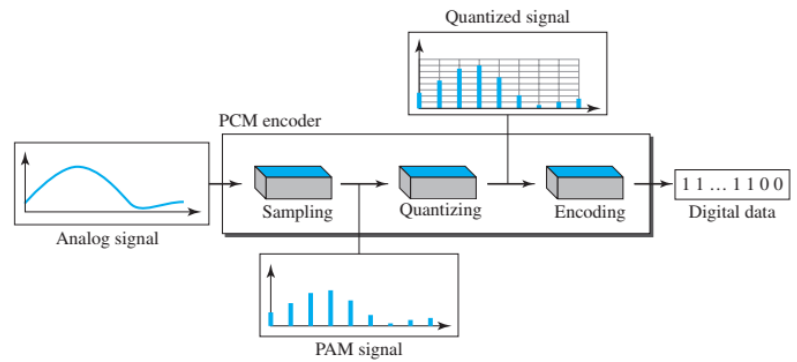 Quantized signal
PCM encoder
Sampling
Quantizing
Encoding
1 1 ... 1 1 0 0
Digital data
Analog signal
PAM signal